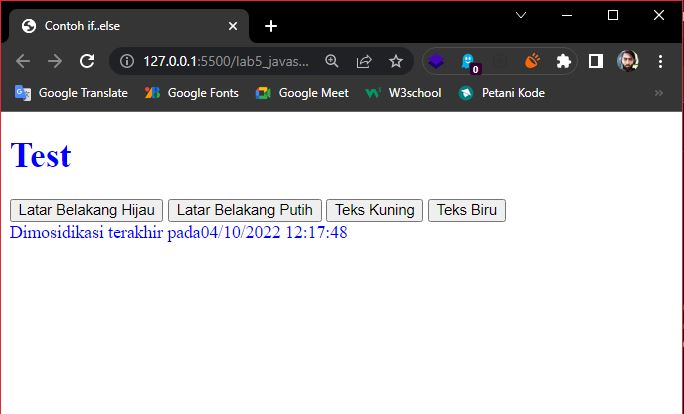 Contoh if..else
127.0.0.1:5500/lab5_javas...
0
Google Translate Google Fonts Google Meet W3school Petani Kode
Test
Latar Belakang Hijau Latar Belakang Putih Teks Kuning Teks Biru
Dimosidikasi terakhir pada04/10/2022 12:17:48